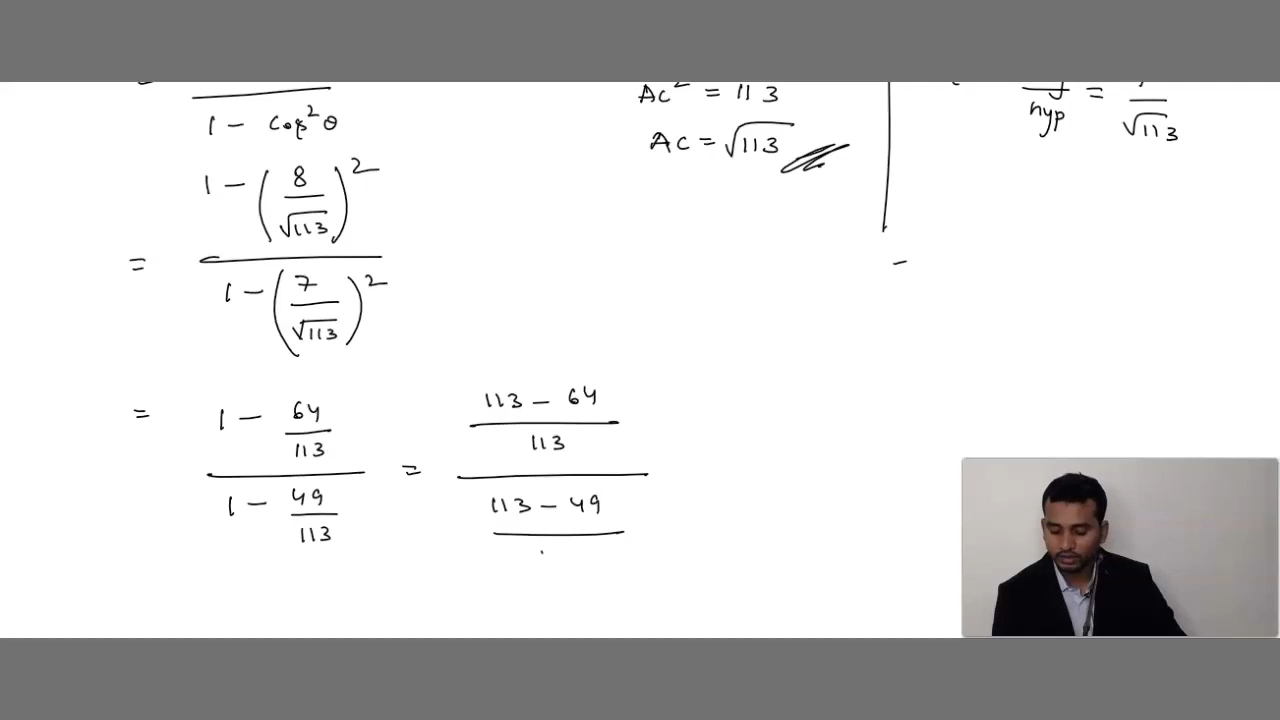 1 - cos²θ
= 1 - (8/√113)² / 1 - (7/√113)²
= 1 - 64/113 / 1 - 49/113 = 113 - 64/113 / 113 - 49
AC² = 113
AC = √113
hyp = √113